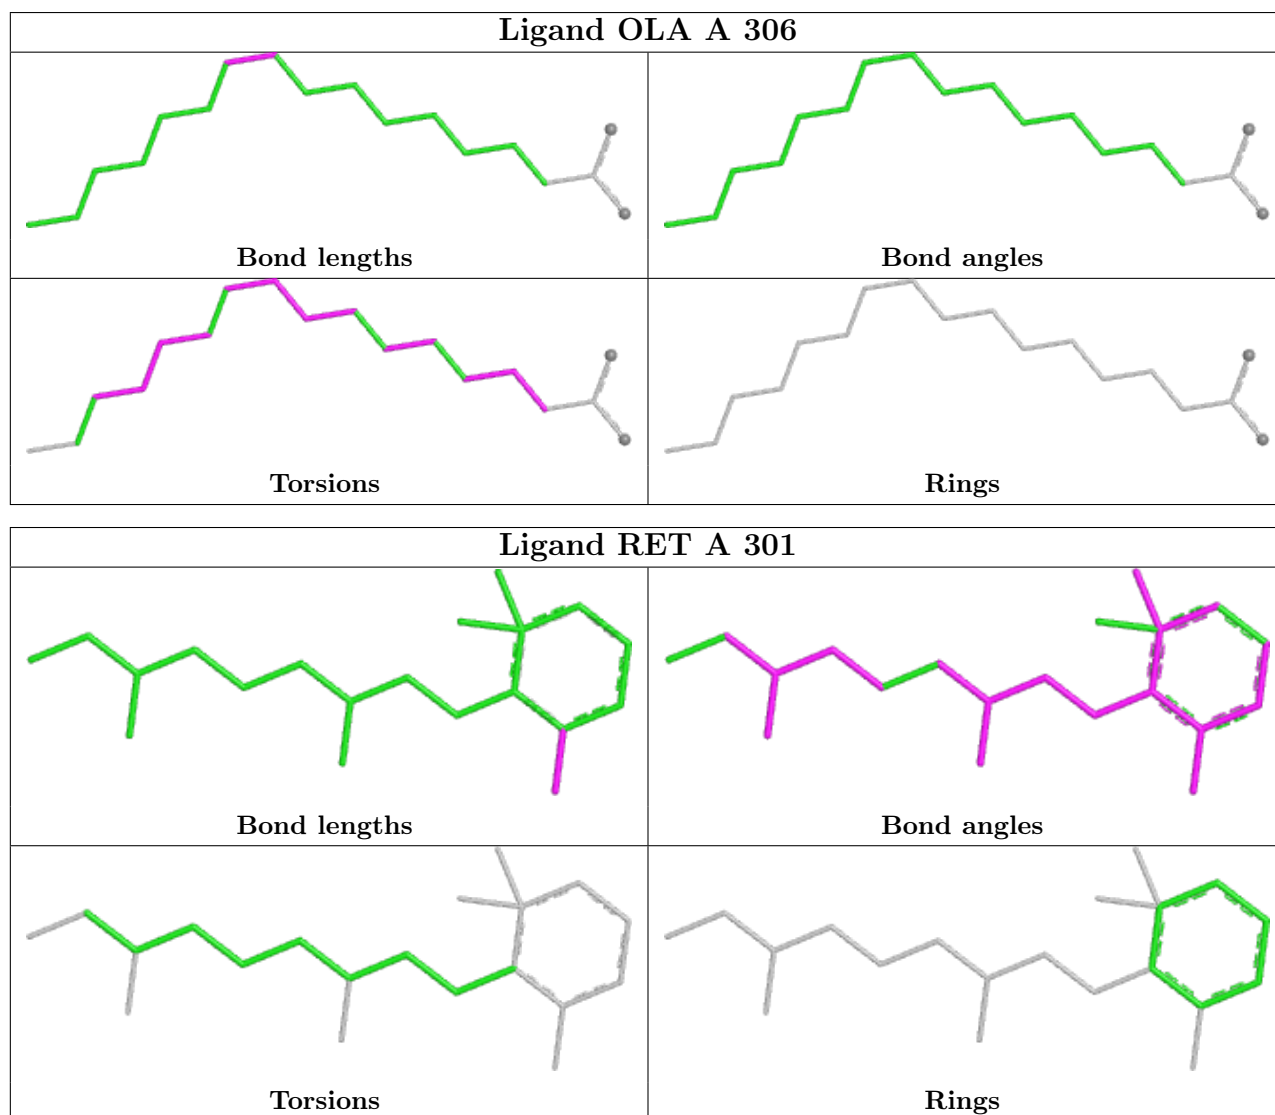 Ligand OLA A 306
Bond lengths
Bond angles
Torsions
Rings
Ligand RET A 301
Bond lengths
Bond angles
Torsions
Rings